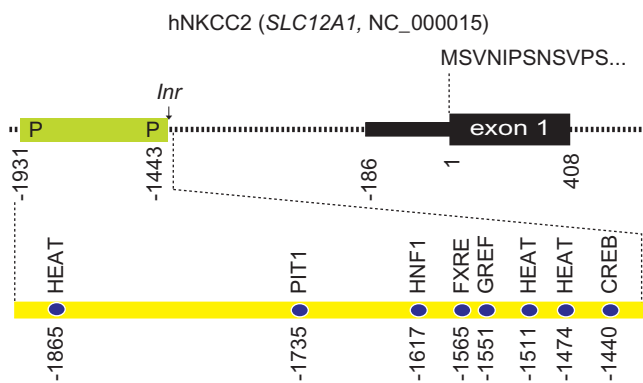 hNKCC2 (SLC12A1, NC_000015)
MSVNIPSNSVPS...
Inr
P P exon 1
-1931 -1443 -186 1 408
HEAT PIT1 HNF1 FXRE GREF HEAT HEAT CREB
-1865 -1735 -1617 -1565 -1551 -1511 -1474 -1440